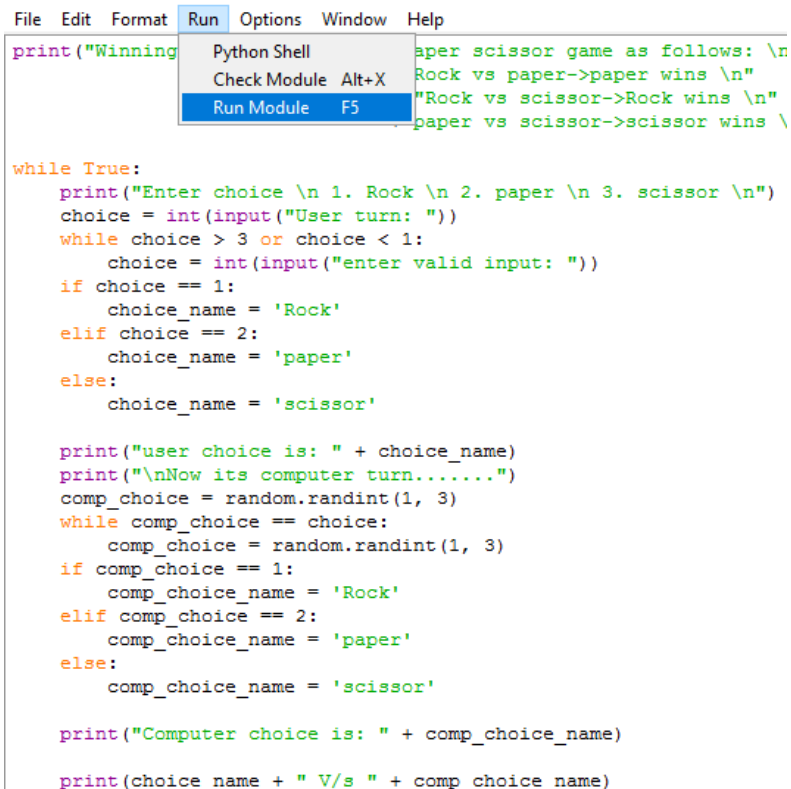 File Edit Format Run Options Window Help
Python Shell
Check Module Alt+X
Run Module F5
print("Winning aper scissor game as follows: \n
Rock vs paper->paper wins \n"
"Rock vs scissor->Rock wins \n"
paper vs scissor->scissor wins \
while True:
    print("Enter choice \n 1. Rock \n 2. paper \n 3. scissor \n")
    choice = int(input("User turn: "))
    while choice > 3 or choice < 1:
        choice = int(input("enter valid input: "))
    if choice == 1:
        choice_name = 'Rock'
    elif choice == 2:
        choice_name = 'paper'
    else:
        choice_name = 'scissor'
    print("user choice is: " + choice_name)
    print("\nNow its computer turn.......")
    comp_choice = random.randint(1, 3)
    while comp_choice == choice:
        comp_choice = random.randint(1, 3)
    if comp_choice == 1:
        comp_choice_name = 'Rock'
    elif comp_choice == 2:
        comp_choice_name = 'paper'
    else:
        comp_choice_name = 'scissor'
    print("Computer choice is: " + comp_choice_name)
    print(choice_name + " V/s " + comp_choice_name)